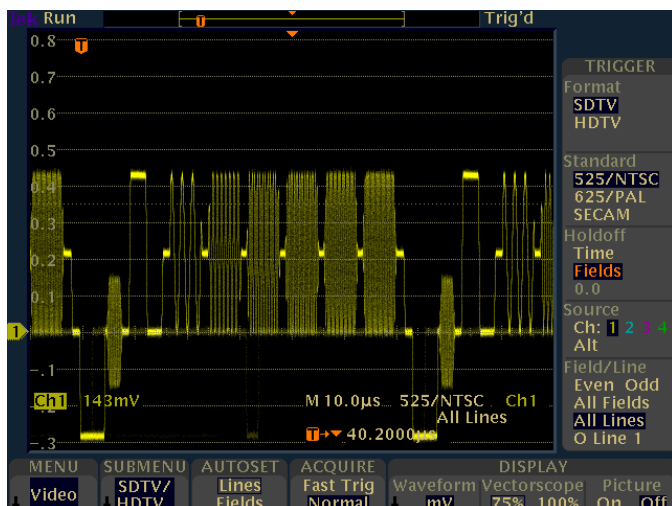 Tek Run Trig'd
T
T
0.8
0.7
0.6
0.5
0.4
0.3
0.2
0.1
1
-.1
-.3
Ch1 143mV M 10.0µs 525/NTSC Ch1
All Lines
T 40.2000µs
TRIGGER
Format
SDTV
HDTV
Standard
525/NTSC
625/PAL
SECAM
Holdoff
Time
Fields
0.0
Source
Ch: 1 2 3 4
Alt
Field/Line
Even Odd
All Fields
All Lines
O Line 1
MENU SUBMENU AUTOSET ACQUIRE DISPLAY
Video
SDTV/
HDTV
Lines
Fields
Fast Trig
Normal
Waveform Vectorscope Picture
mV 75% 100% On Off